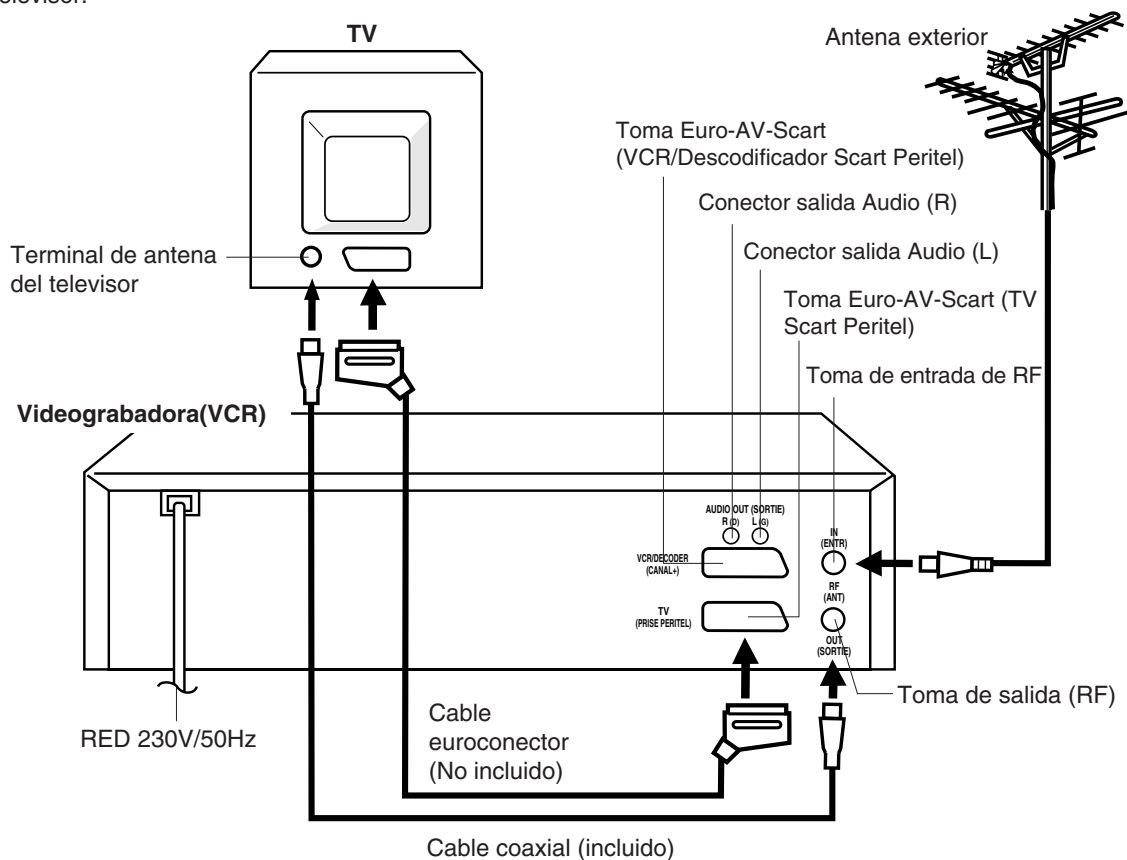 TV
Antena exterior
Toma Euro-AV-Scart
(VCR/Descodificador Scart Peritel)
Conector salida Audio (R)
Conector salida Audio (L)
Terminal de antena
del televisor
Toma Euro-AV-Scart (TV
Scart Peritel)
Toma de entrada de RF
Videograbadora(VCR)
AUDIO OUT (SORTIE)
R (D) L (G)
IN
(ENTR)
VCR/DECODER
(CANAL+)
RF
(ANT)
TV
(PRISE PERITEL)
OUT
(SORTIE)
Toma de salida (RF)
RED 230V/50Hz
Cable
euroconector
(No incluido)
Cable coaxial (incluido)